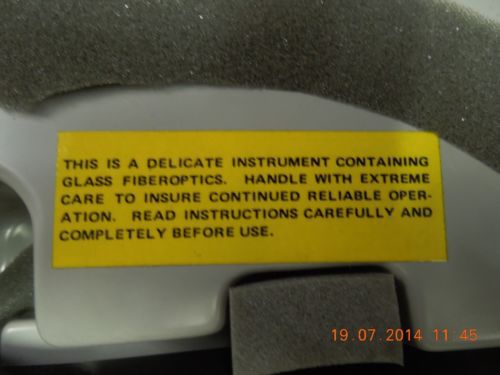 THIS IS A DELICATE INSTRUMENT CONTAINING
GLASS FIBEROPTICS. HANDLE WITH EXTREME
CARE TO INSURE CONTINUED RELIABLE OPER-
ATION. READ INSTRUCTIONS CAREFULLY AND
COMPLETELY BEFORE USE.
19.07.2014 11:45